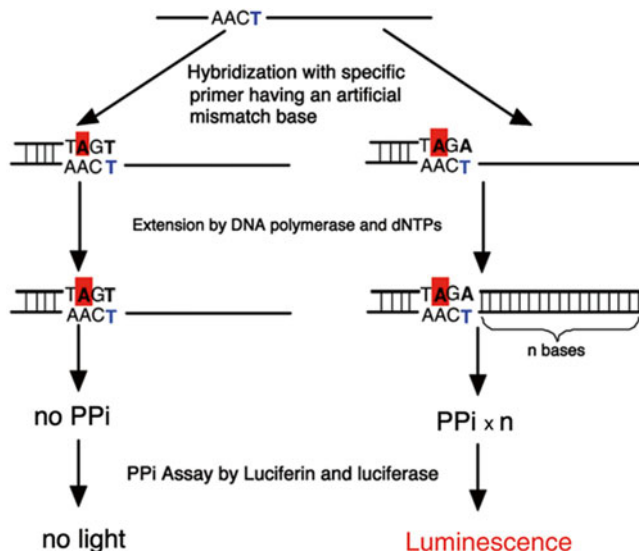 AACT
Hybridization with specific
primer having an artificial
mismatch base
TAGT
AACT
TAGA
AACT
Extension by DNA polymerase and dNTPs
TAGT
AACT
TAGA
AACT
n bases
no PPi
PPi x n
PPi Assay by Luciferin and luciferase
no light
Luminescence